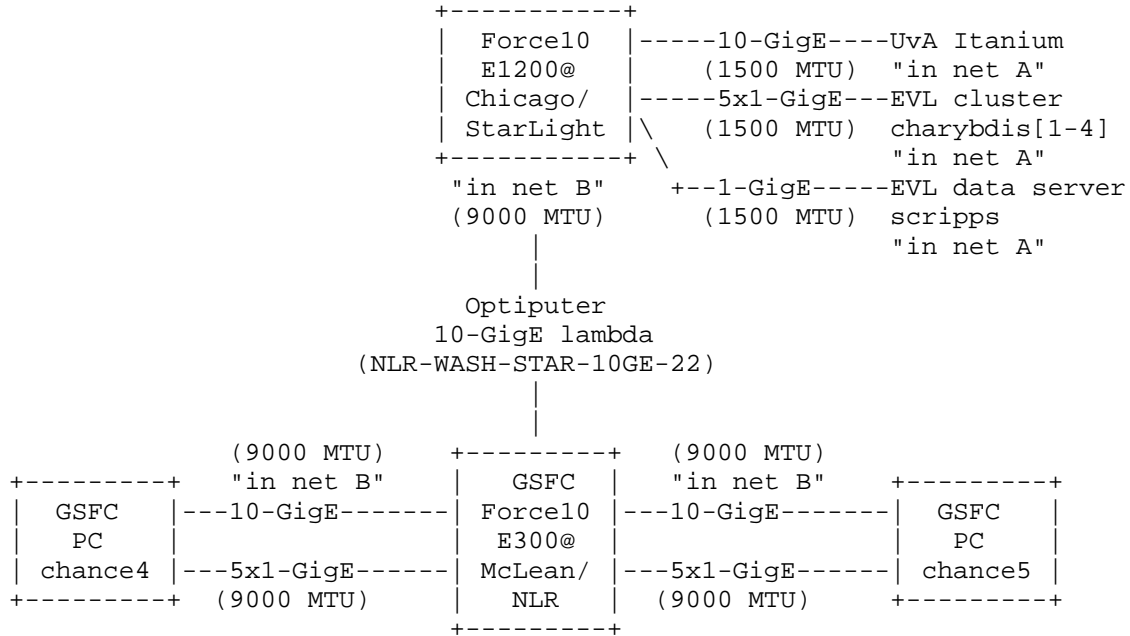 Force10 -----10-GigE----UvA Itanium
E1200@ (1500 MTU) "in net A"
Chicago/ -----5x1-GigE---EVL cluster
StarLight (1500 MTU) charybdis[1-4]
"in net A"
"in net B" +--1-GigE-----EVL data server
(9000 MTU) (1500 MTU) scripps
"in net A"
Optiputer
10-GigE lambda
(NLR-WASH-STAR-10GE-22)
(9000 MTU) (9000 MTU)
"in net B" GSFC "in net B"
GSFC ---10-GigE------- Force10 ---10-GigE------- GSFC
PC E300@ PC
chance4 ---5x1-GigE------ McLean/ ---5x1-GigE------ chance5
(9000 MTU) NLR (9000 MTU)